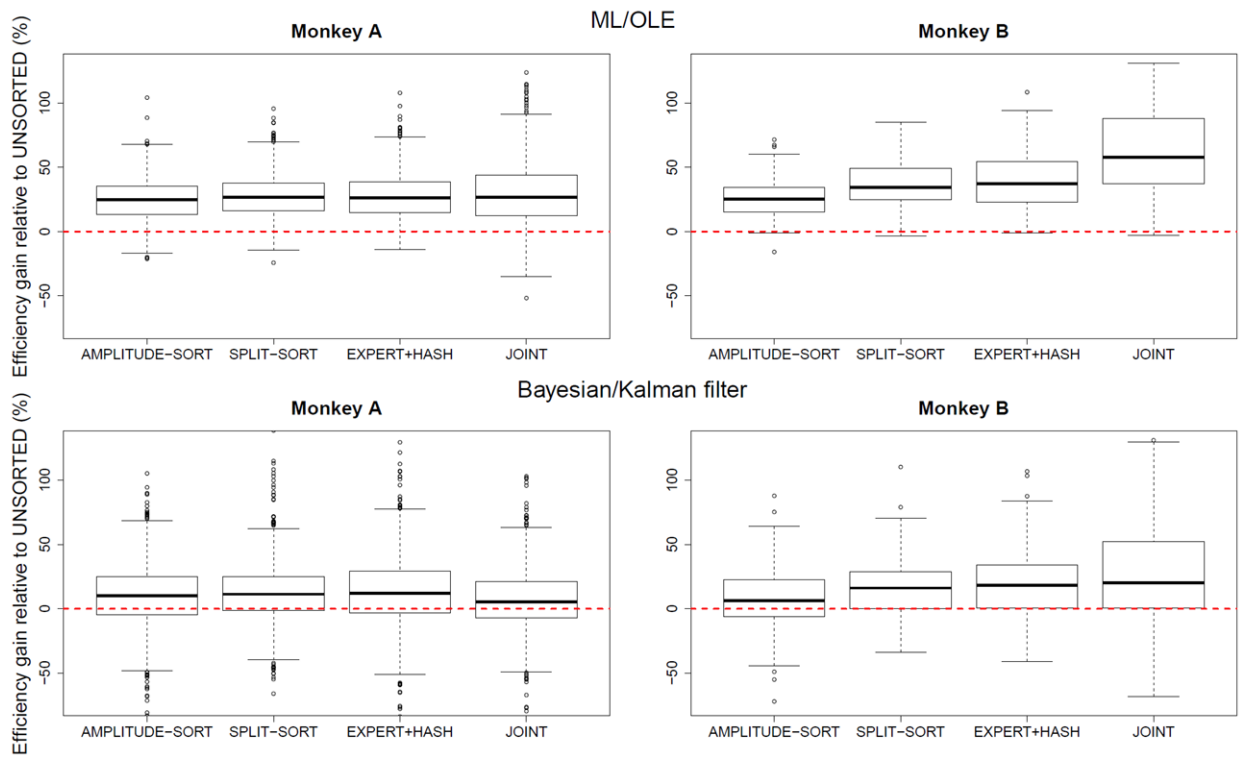 ML/OLE
Monkey A
Monkey B
Efficiency gain relative to UNSORTED (%)
100
50
0
−50
100
50
0
−50
AMPLITUDE−SORT SPLIT−SORT EXPERT+HASH JOINT
AMPLITUDE−SORT SPLIT−SORT EXPERT+HASH JOINT
Bayesian/Kalman filter
Monkey A
Monkey B
Efficiency gain relative to UNSORTED (%)
100
50
0
−50
100
50
0
−50
AMPLITUDE−SORT SPLIT−SORT EXPERT+HASH JOINT
AMPLITUDE−SORT SPLIT−SORT EXPERT+HASH JOINT